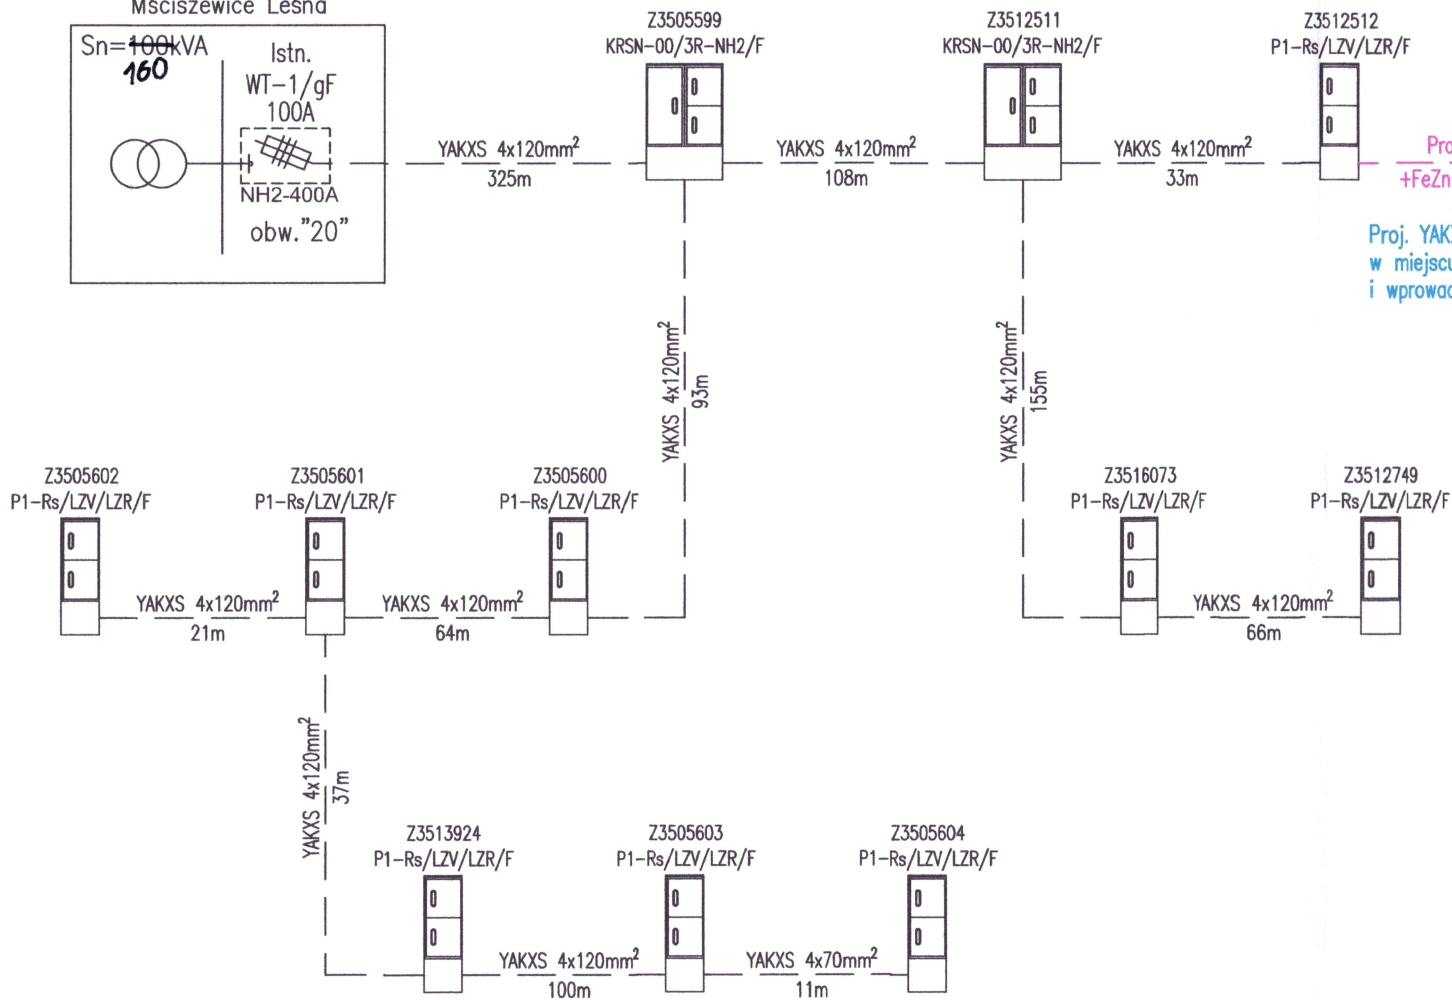 Mściszewice Leśna
Sn=100kVA
160
Istn.
WT-1/gF
100A
NH2-400A
obw."20"
YAKXS 4x120mm²
325m
Z3505599
KRSN-00/3R-NH2/F
YAKXS 4x120mm²
108m
Z3512511
KRSN-00/3R-NH2/F
YAKXS 4x120mm²
33m
Z3512512
P1-Rs/LZV/LZR/F
+FeZn
Proj.
w miejscu
i
YAKXS 4x120mm²
93m
YAKXS 4x120mm²
155m
Z3505602
P1-Rs/LZV/LZR/F
YAKXS 4x120mm²
21m
Z3505601
P1-Rs/LZV/LZR/F
YAKXS 4x120mm²
64m
Z3505600
P1-Rs/LZV/LZR/F
Z3516073
P1-Rs/LZV/LZR/F
YAKXS 4x120mm²
66m
Z3512749
P1-Rs/LZV/LZR/F
YAKXS 4x120mm²
37m
Z3513924
P1-Rs/LZV/LZR/F
YAKXS 4x120mm²
100m
Z3505603
P1-Rs/LZV/LZR/F
YAKXS 4x70mm²
11m
Z3505604
P1-Rs/LZV/LZR/F